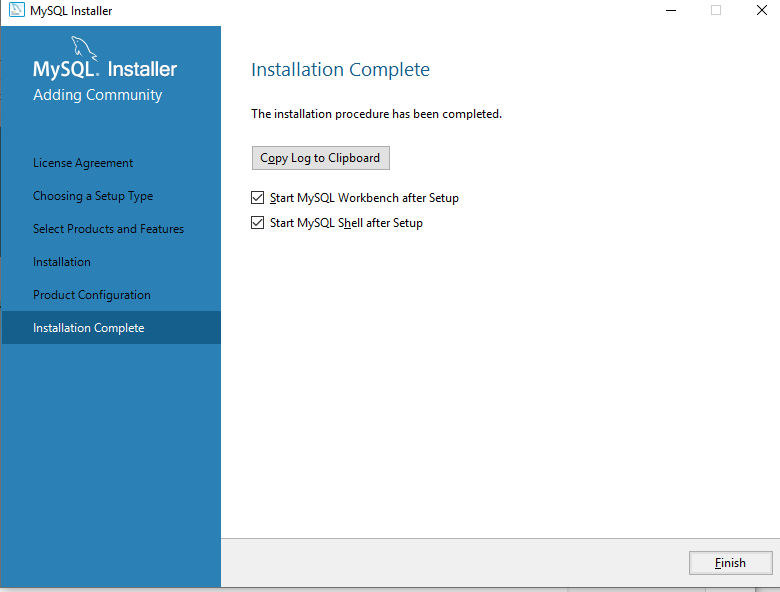 MySQL Installer
MySQL. Installer
Adding Community
License Agreement
Choosing a Setup Type
Select Products and Features
Installation
Product Configuration
Installation Complete
Installation Complete
The installation procedure has been completed.
Copy Log to Clipboard
Start MySQL Workbench after Setup
Start MySQL Shell after Setup
Finish